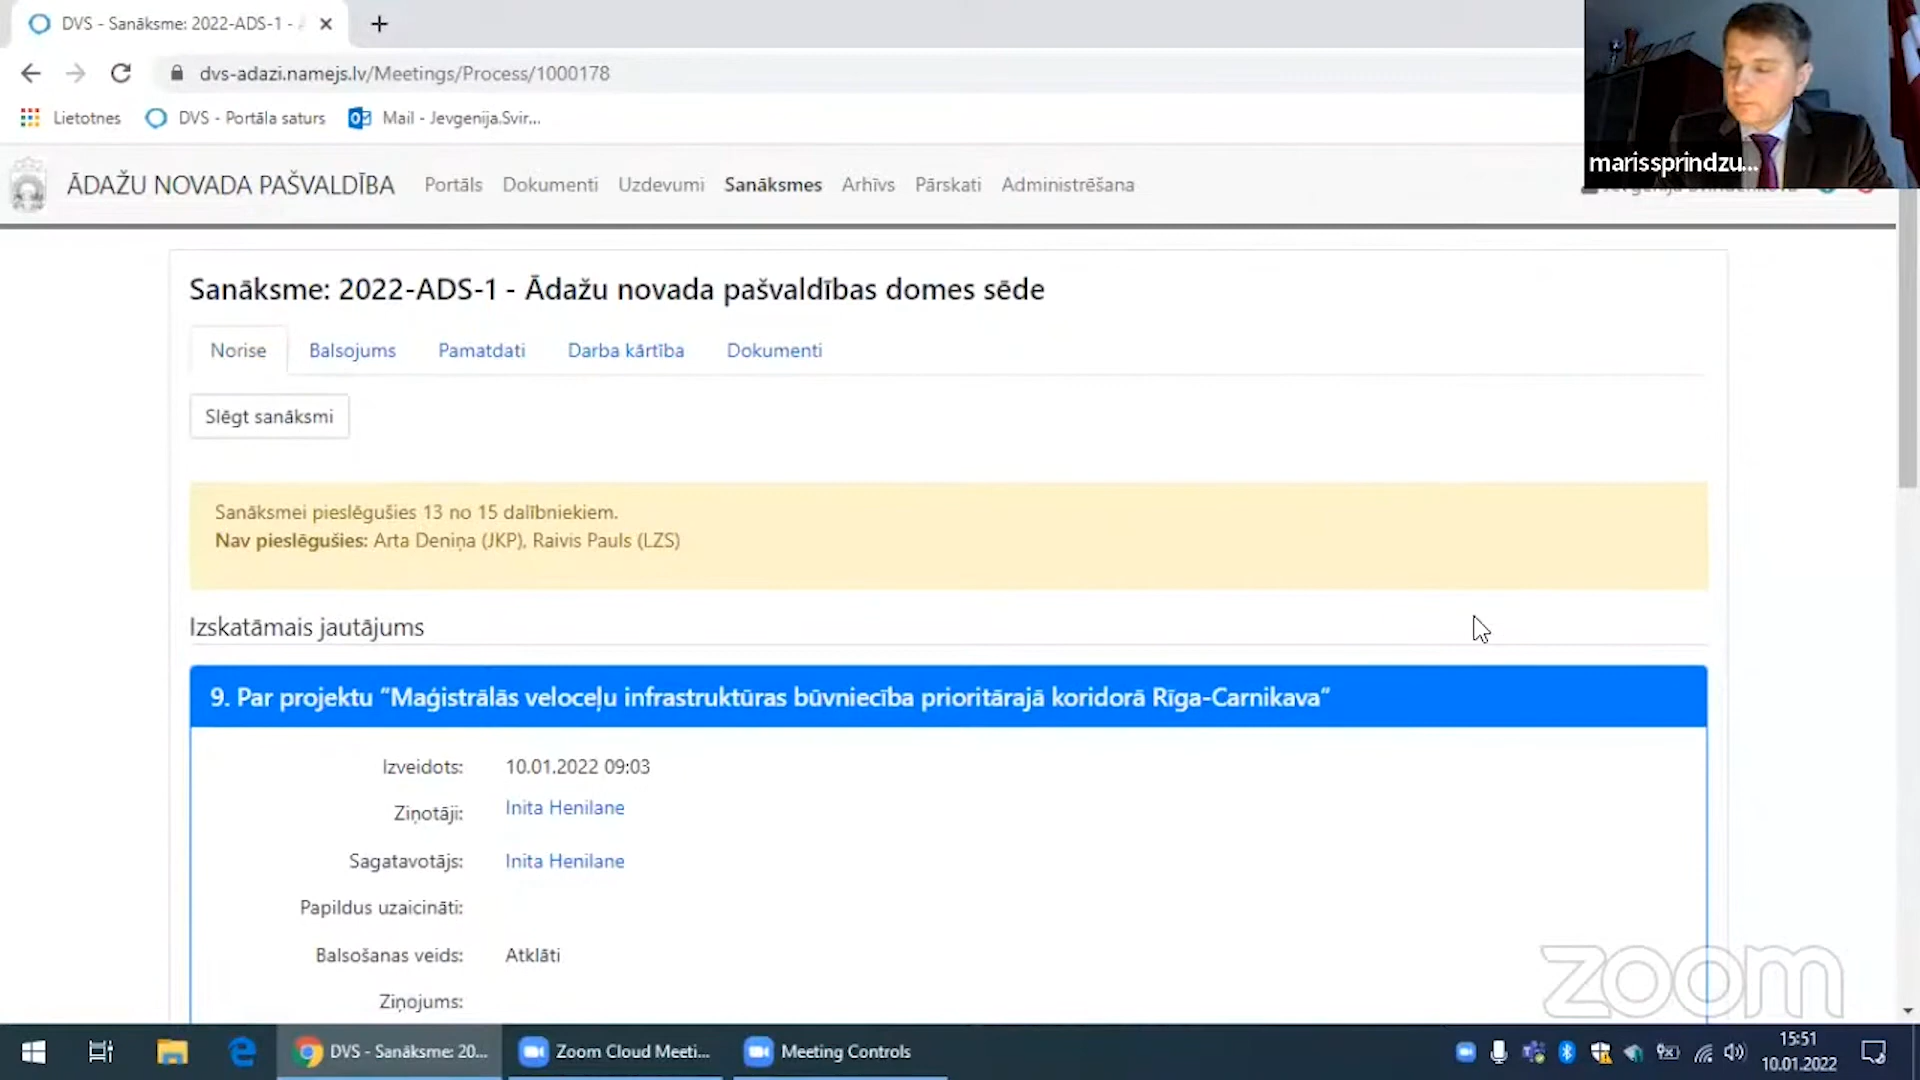 DVS - Sanāksme: 2022-ADS-1 -
dvs-adazi.namejs.lv/Meetings/Process/1000178
Lietotnes
DVS - Portāla saturs
Mail - Jevgenija.Svir...
marissprindzu...
ĀDAŽU NOVADA PAŠVALDĪBA
Portāls
Dokumenti
Uzdevumi
Sanāksmes
Arhīvs
Pārskati
Administrēšana
Sanāksme: 2022-ADS-1 - Ādažu novada pašvaldības domes sēde
Norise
Balsojums
Pamatdati
Darba kārtība
Dokumenti
Slēgt sanāksmi
Sanāksmei pieslēgušies 13 no 15 dalībniekiem.
Nav pieslēgušies: Arta Deniņa (JKP), Raivis Pauls (LZS)
Izskatāmais jautājums
9. Par projektu “Maģistrālās veloceļu infrastruktūras būvniecība prioritārajā koridorā Rīga-Carnikava”
Izveidots: 10.01.2022 09:03
Ziņotāji: Inita Henilane
Sagatavotājs: Inita Henilane
Papildus uzaicināti:
Balsošanas veids: Atklāti
Ziņojums:
zoom
DVS - Sanāksme: 20...
Zoom Cloud Meeti...
Meeting Controls
15:51
10.01.2022